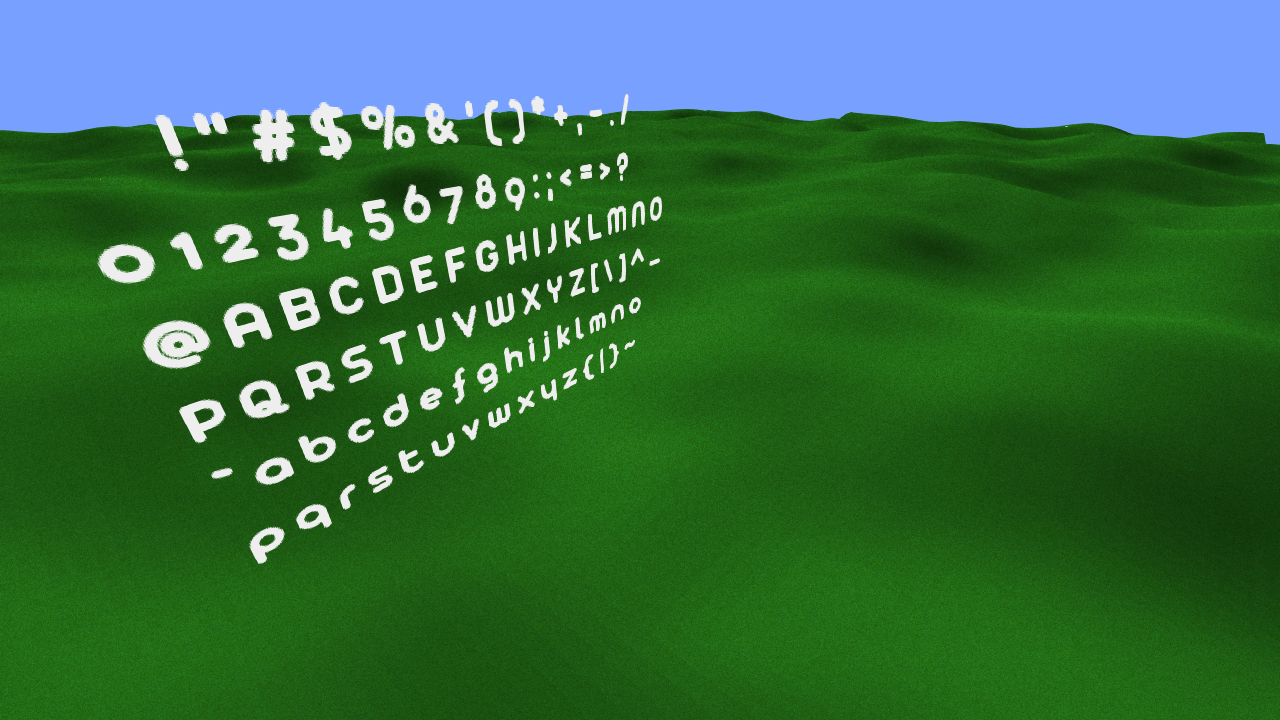 !"#$%&'()*+,-./
0123456789:;<=>?
@ABCDEFGHIJKLMNO
PQRSTUVWXYZ[\]^_
-abcdefghijklmno
pqrstuvwxyz{|}~